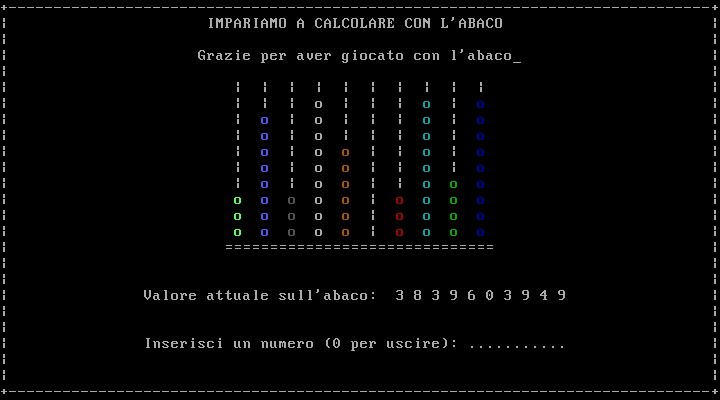 IMPARIAMO A CALCOLARE CON L'ABACO
Grazie per aver giocato con l'abaco_
Valore attuale sull'abaco:  3 8 3 9 6 0 3 9 4 9
Inserisci un numero (0 per uscire): ...........